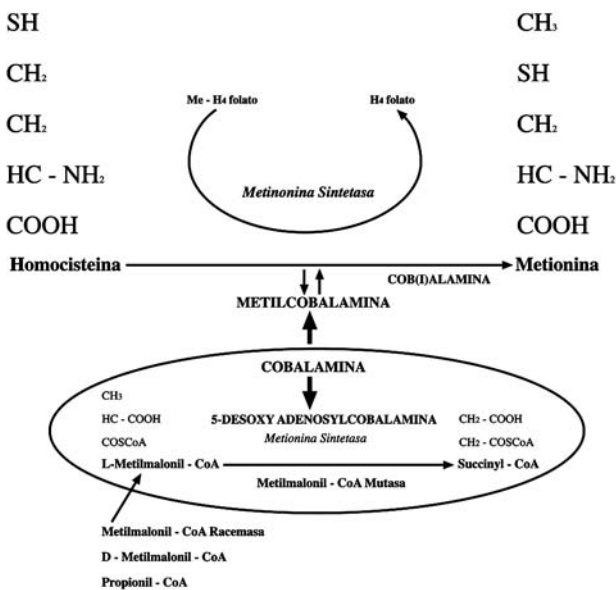 SH
CH₂
CH₂
HC - NH₂
COOH
Homocisteina
Me - H₄ folato
H₄ folato
Metinonina Sintetasa
CH₃
SH
CH₂
HC - NH₂
COOH
Metionina
COB(I)ALAMINA
METILCOBALAMINA
COBALAMINA
5-DESOXY ADENOSYLCOBALAMINA
Metionina Sintetasa
CH₃
HC - COOH
COSCoA
L-Metilmalonil - CoA
CH₂ - COOH
CH₂ - COSCoA
Succinyl - CoA
Metilmalonil - CoA Mutasa
Metilmalonil - CoA Racemasa
D - Metilmalonil - CoA
Propionil - CoA